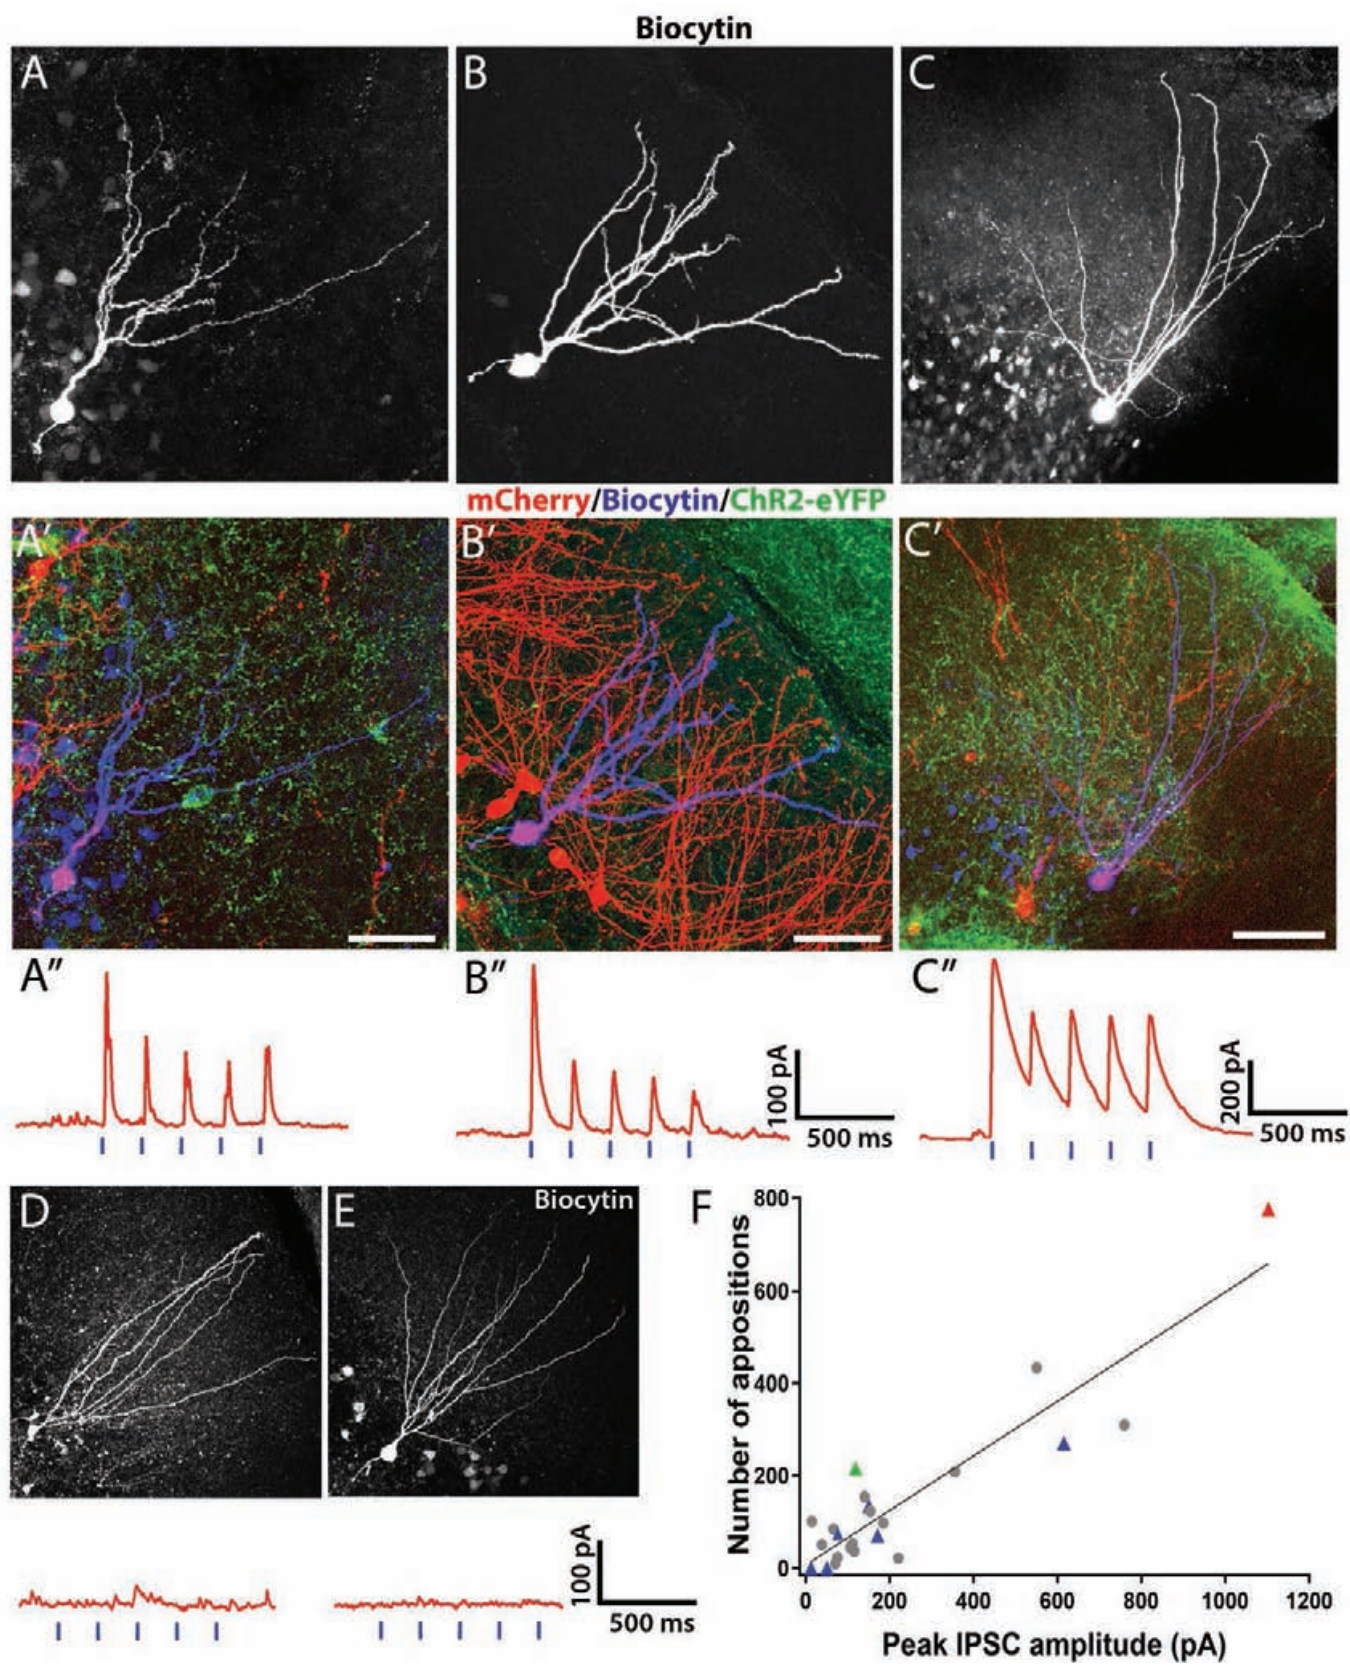 Biocytin
A
B
C
mCherry/Biocytin/ChR2-eYFP
A′
B′
C′
A″
B″
C″
100 pA
500 ms
200 pA
500 ms
D
E
Biocytin
100 pA
500 ms
F
Number of appositions
800
600
400
200
0
0 200 400 600 800 1000 1200
Peak IPSC amplitude (pA)